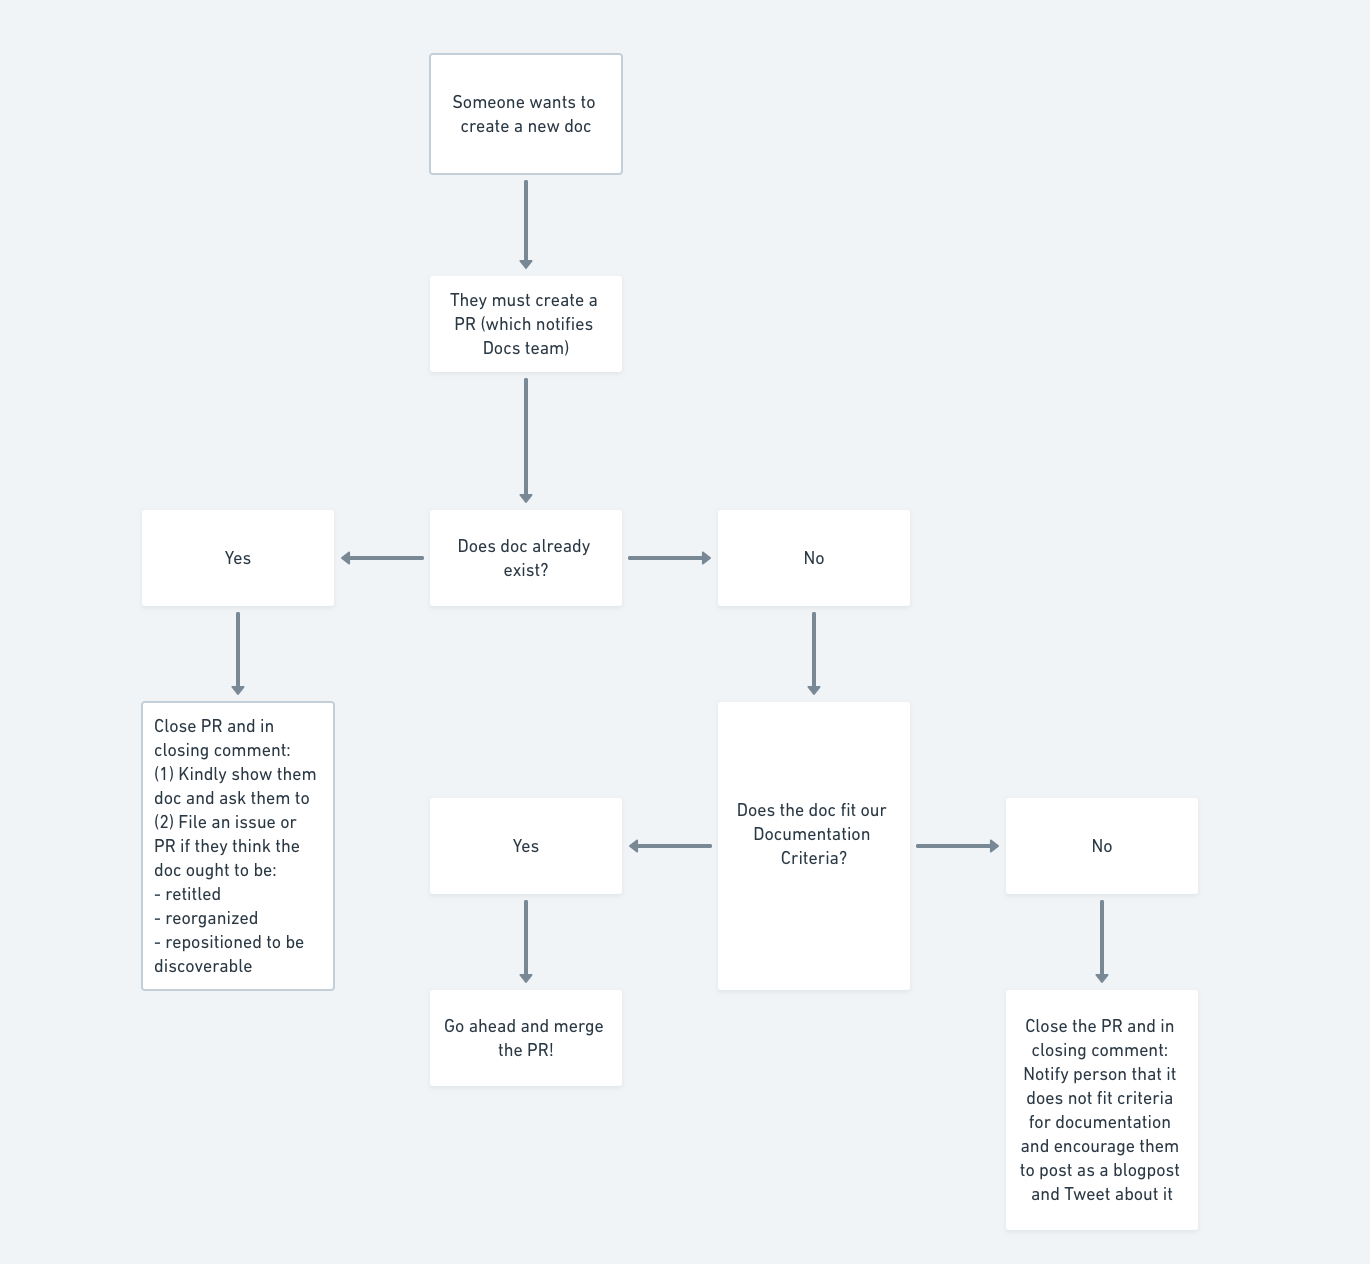 Someone wants to
create a new doc
They must create a
PR (which notifies
Docs team)
Yes
Does doc already
exist?
No
Close PR and in
closing comment:
(1) Kindly show them
doc and ask them to
(2) File an issue or
PR if they think the
doc ought to be:
- retitled
- reorganized
- repositioned to be
discoverable
Yes
Does the doc fit our
Documentation
Criteria?
No
Go ahead and merge
the PR!
Close the PR and in
closing comment:
Notify person that it
does not fit criteria
for documentation
and encourage them
to post as a blogpost
and Tweet about it